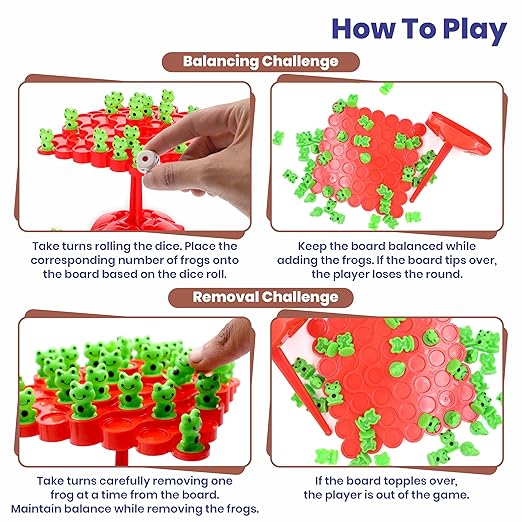 How To Play
Balancing Challenge
Take turns rolling the dice. Place the
corresponding number of frogs onto
the board based on the dice roll.
Keep the board balanced while
adding the frogs. If the board tips over,
the player loses the round.
Removal Challenge
Take turns carefully removing one
frog at a time from the board.
Maintain balance while removing the frogs.
If the board topples over,
the player is out of the game.